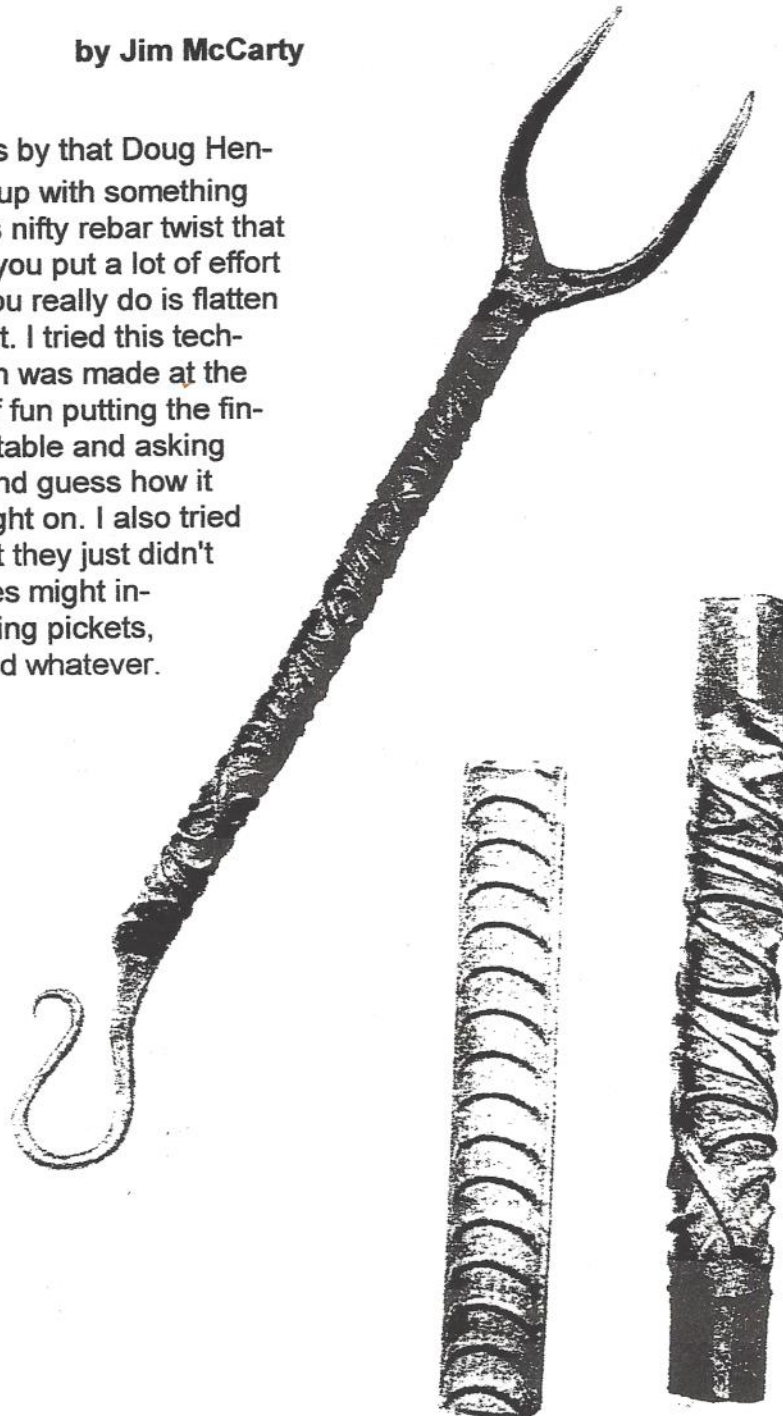 by Jim McCarty
s by that Doug Hen-
up with something
s nifty rebar twist that
you put a lot of effort
ou really do is flatten
t. I tried this tech-
n was made at the
f fun putting the fin-
table and asking
nd guess how it
ght on. I also tried
t they just didn't
es might in-
ing pickets,
d whatever.